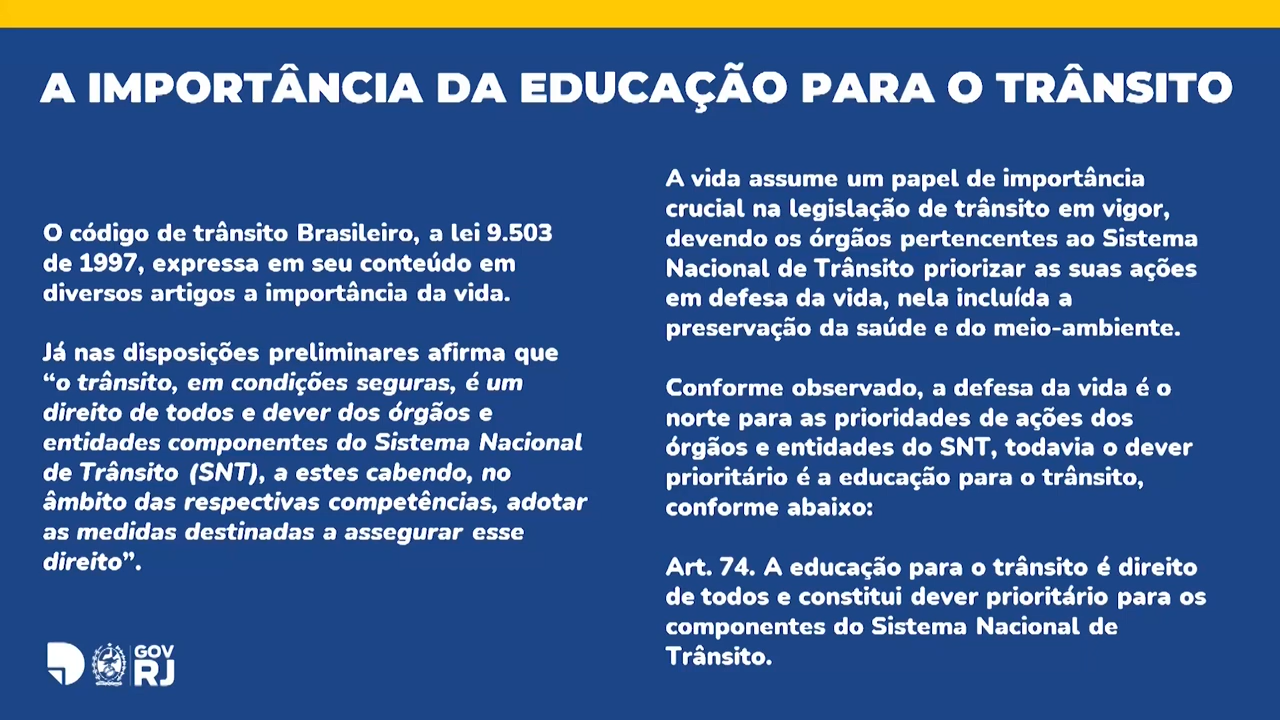 A IMPORTÂNCIA DA EDUCAÇÃO PARA O TRÂNSITO
O código de trânsito Brasileiro, a lei 9.503
de 1997, expressa em seu conteúdo em
diversos artigos a importância da vida.
Já nas disposições preliminares afirma que
“o trânsito, em condições seguras, é um
direito de todos e dever dos órgãos e
entidades componentes do Sistema Nacional
de Trânsito (SNT), a estes cabendo, no
âmbito das respectivas competências, adotar
as medidas destinadas a assegurar esse
direito”.
A vida assume um papel de importância
crucial na legislação de trânsito em vigor,
devendo os órgãos pertencentes ao Sistema
Nacional de Trânsito priorizar as suas ações
em defesa da vida, nela incluída a
preservação da saúde e do meio-ambiente.
Conforme observado, a defesa da vida é o
norte para as prioridades de ações dos
órgãos e entidades do SNT, todavia o dever
prioritário é a educação para o trânsito,
conforme abaixo:
Art. 74. A educação para o trânsito é direito
de todos e constitui dever prioritário para os
componentes do Sistema Nacional de
Trânsito.
GOV
RJ